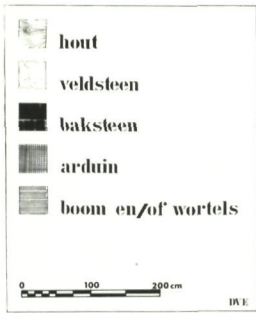 hout
veldsteen
baksteen
arduin
boom en/of wortels
0 100 200 cm
DVE